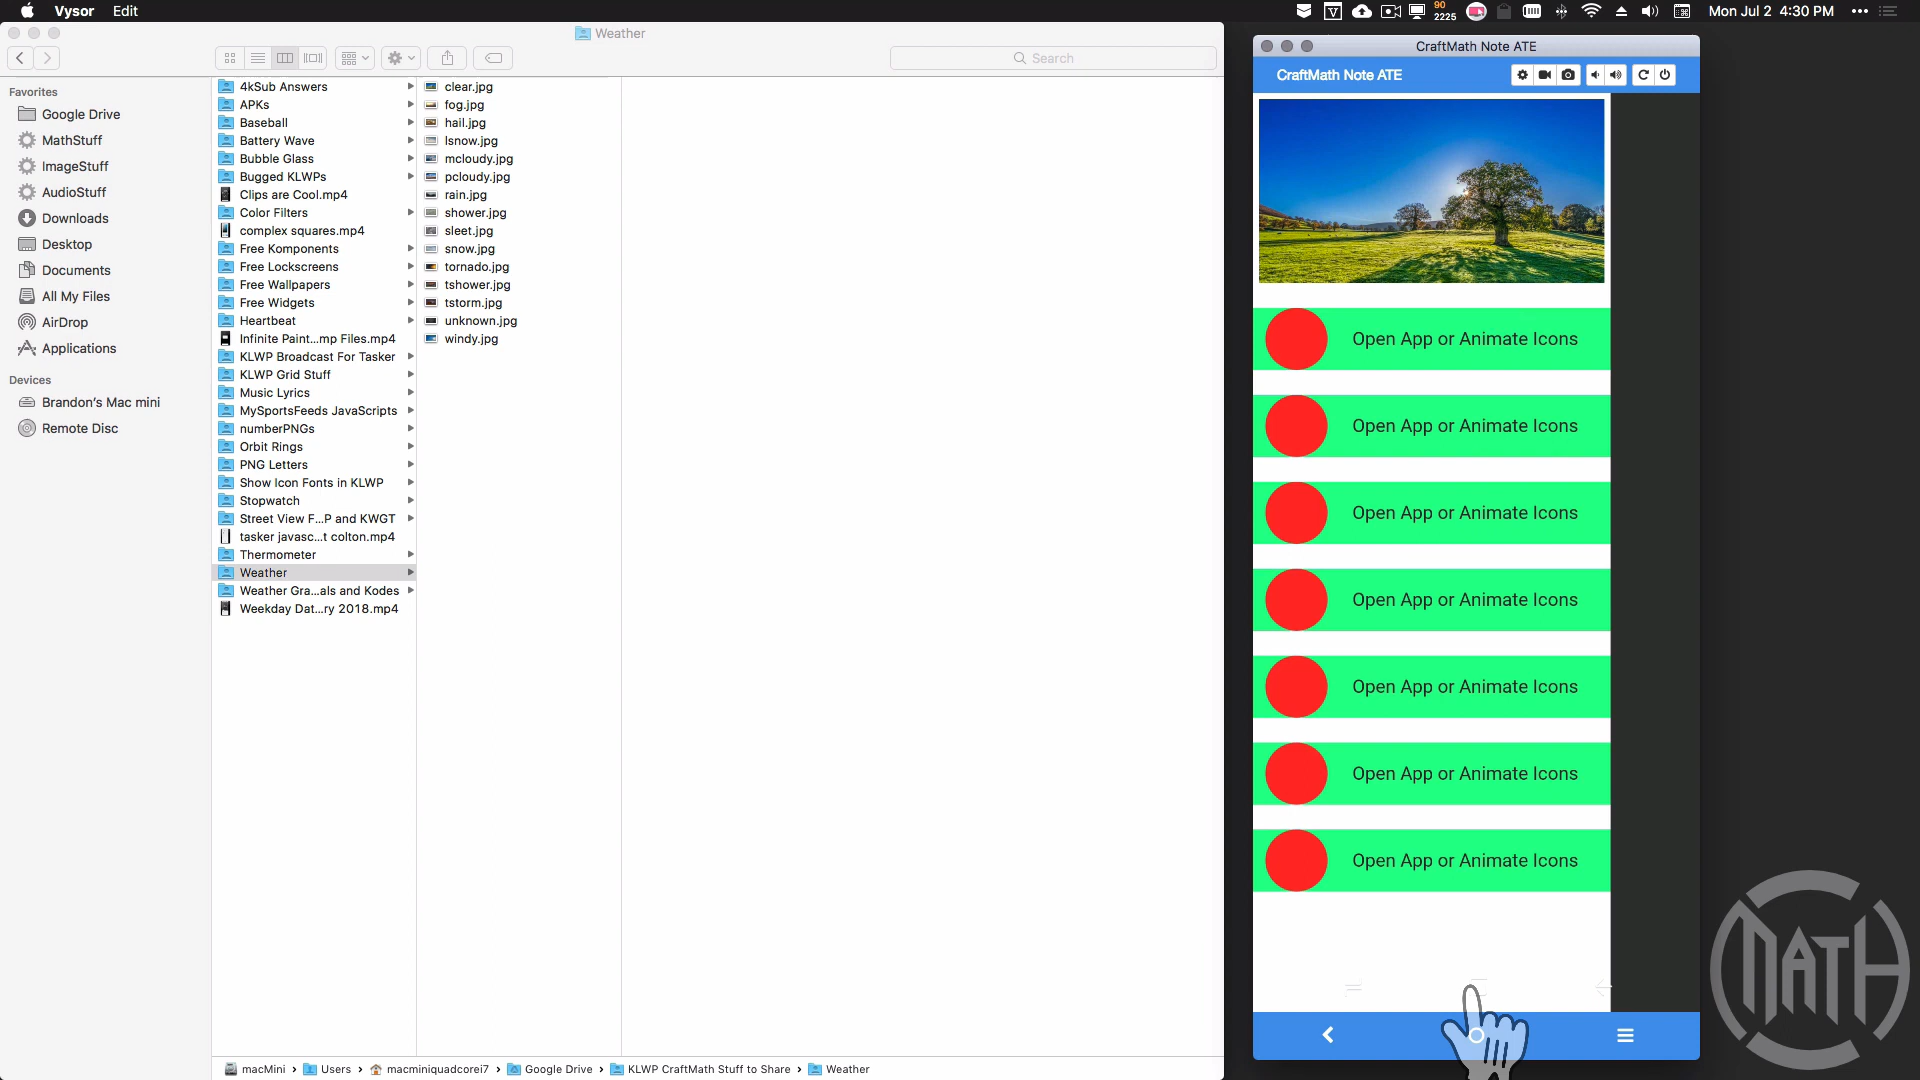 Vysor Edit
90
2225
Mon Jul 2 4:30 PM
Weather
Search
Favorites
Google Drive
MathStuff
ImageStuff
AudioStuff
Downloads
Desktop
Documents
All My Files
AirDrop
Applications
Devices
Brandon’s Mac mini
Remote Disc
4kSub Answers
APKs
Baseball
Battery Wave
Bubble Glass
Bugged KLWPs
Clips are Cool.mp4
Color Filters
complex squares.mp4
Free Komponents
Free Lockscreens
Free Wallpapers
Free Widgets
Heartbeat
Infinite Paint...mp Files.mp4
KLWP Broadcast For Tasker
KLWP Grid Stuff
Music Lyrics
MySportsFeeds JavaScripts
numberPNGs
Orbit Rings
PNG Letters
Show Icon Fonts in KLWP
Stopwatch
Street View F...P and KWGT
tasker javasc...t colton.mp4
Thermometer
Weather
Weather Gra...als and Kodes
Weekday Dat...ry 2018.mp4
clear.jpg
fog.jpg
hail.jpg
lsnow.jpg
mcloudy.jpg
pcloudy.jpg
rain.jpg
shower.jpg
sleet.jpg
snow.jpg
tornado.jpg
tshower.jpg
tstorm.jpg
unknown.jpg
windy.jpg
macMini › Users › macminiquadcorei7 › Google Drive › KLWP CraftMath Stuff to Share › Weather
CraftMath Note ATE
CraftMath Note ATE
Open App or Animate Icons
Open App or Animate Icons
Open App or Animate Icons
Open App or Animate Icons
Open App or Animate Icons
Open App or Animate Icons
Open App or Animate Icons
MATH